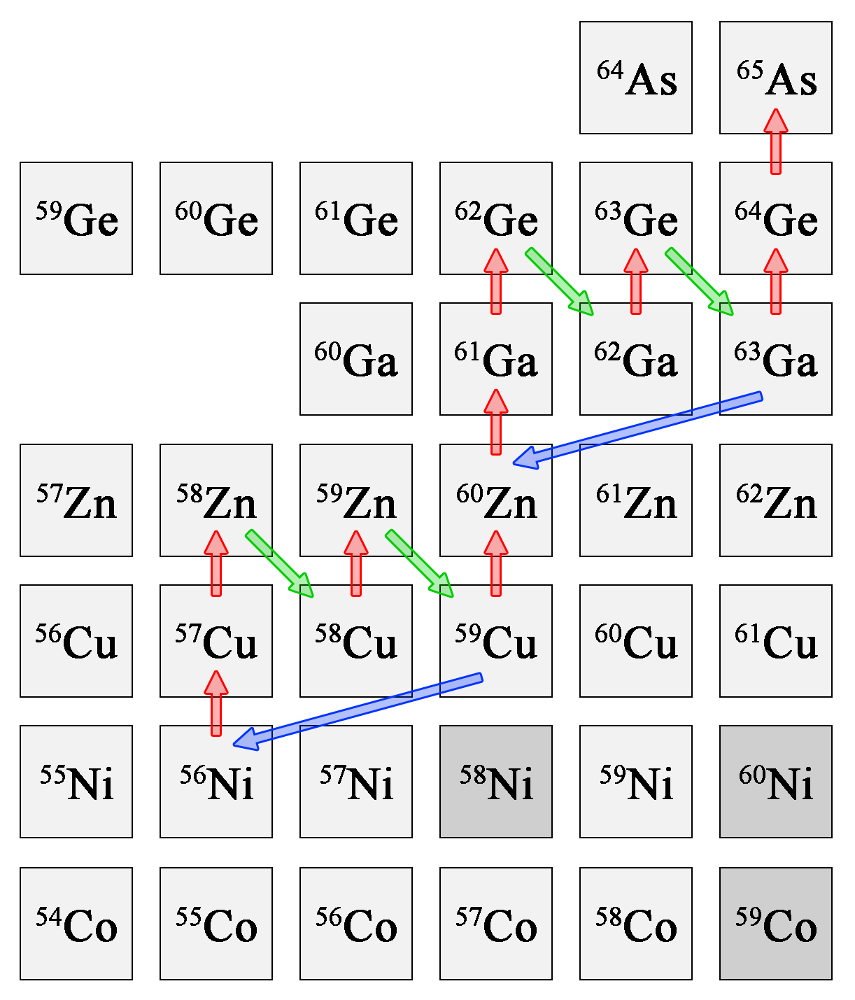 ⁶⁴As ⁶⁵As
⁵⁹Ge ⁶⁰Ge ⁶¹Ge ⁶²Ge ⁶³Ge ⁶⁴Ge
⁶⁰Ga ⁶¹Ga ⁶²Ga ⁶³Ga
⁵⁷Zn ⁵⁸Zn ⁵⁹Zn ⁶⁰Zn ⁶¹Zn ⁶²Zn
⁵⁶Cu ⁵⁷Cu ⁵⁸Cu ⁵⁹Cu ⁶⁰Cu ⁶¹Cu
⁵⁵Ni ⁵⁶Ni ⁵⁷Ni ⁵⁸Ni ⁵⁹Ni ⁶⁰Ni
⁵⁴Co ⁵⁵Co ⁵⁶Co ⁵⁷Co ⁵⁸Co ⁵⁹Co